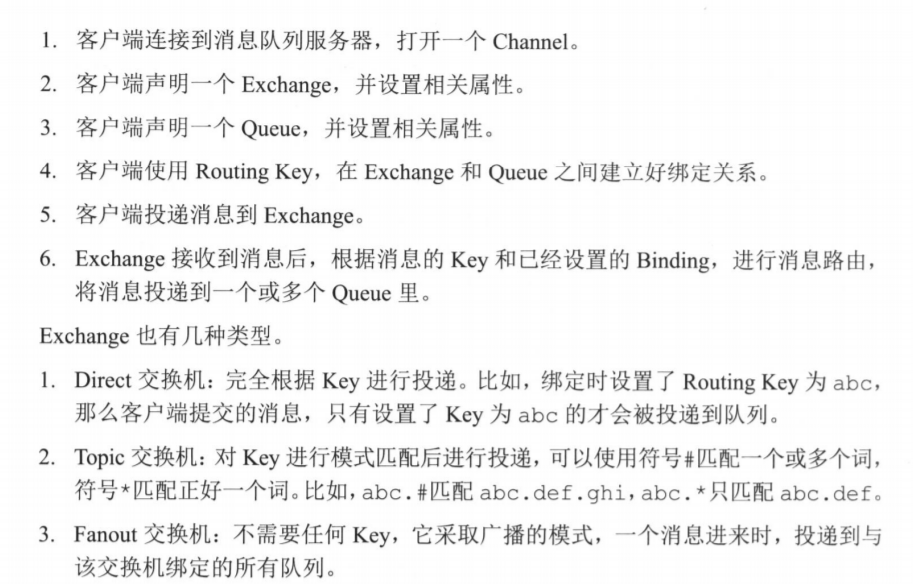 1. 客户端连接到消息队列服务器，打开一个 Channel。
2. 客户端声明一个 Exchange，并设置相关属性。
3. 客户端声明一个 Queue，并设置相关属性。
4. 客户端使用 Routing Key，在 Exchange 和 Queue 之间建立好绑定关系。
5. 客户端投递消息到 Exchange。
6. Exchange 接收到消息后，根据消息的 Key 和已经设置的 Binding，进行消息路由，
将消息投递到一个或多个 Queue 里。
Exchange 也有几种类型。
1. Direct 交换机：完全根据 Key 进行投递。比如，绑定时设置了 Routing Key 为 abc，
那么客户端提交的消息，只有设置了 Key 为 abc 的才会被投递到队列。
2. Topic 交换机：对 Key 进行模式匹配后进行投递，可以使用符号#匹配一个或多个词，
符号*匹配正好一个词。比如，abc.#匹配 abc.def.ghi，abc.*只匹配 abc.def。
3. Fanout 交换机：不需要任何 Key，它采取广播的模式，一个消息进来时，投递到与
该交换机绑定的所有队列。